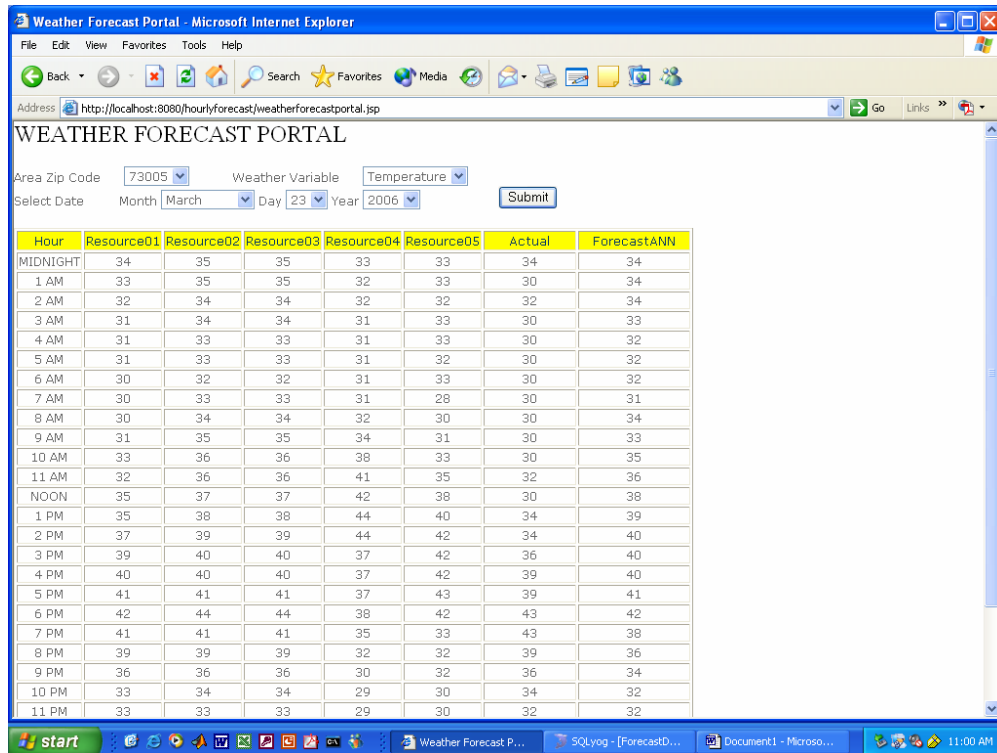 Weather Forecast Portal - Microsoft Internet Explorer
File Edit View Favorites Tools Help
Back Search Favorites Media
Address http://localhost:8080/hourlyforecast/weatherforecastportal.jsp Go Links »
WEATHER FORECAST PORTAL
Area Zip Code 73005 Weather Variable Temperature
Select Date Month March Day 23 Year 2006 Submit
Hour Resource01 Resource02 Resource03 Resource04 Resource05 Actual ForecastANN
MIDNIGHT 34 35 35 33 33 34 34
1 AM 33 35 35 32 33 30 34
2 AM 32 34 34 32 32 32 34
3 AM 31 34 34 31 33 30 33
4 AM 31 33 33 31 33 30 32
5 AM 31 33 33 31 32 30 32
6 AM 30 32 32 31 33 30 32
7 AM 30 33 33 31 28 30 31
8 AM 30 34 34 32 30 30 34
9 AM 31 35 35 34 31 30 33
10 AM 33 36 36 38 33 30 35
11 AM 32 36 36 41 35 32 36
NOON 35 37 37 42 38 30 38
1 PM 35 38 38 44 40 34 39
2 PM 37 39 39 44 42 34 40
3 PM 39 40 40 37 42 36 40
4 PM 40 40 40 37 42 39 40
5 PM 41 41 41 37 43 39 41
6 PM 42 44 44 38 42 43 42
7 PM 41 41 41 35 33 43 38
8 PM 39 39 39 32 32 39 36
9 PM 36 36 36 30 32 36 34
10 PM 33 34 34 29 30 34 32
11 PM 33 33 33 29 30 32 32
start Weather Forecast P... SQLyog - [ForecastD... Document1 - Microso... 11:00 AM